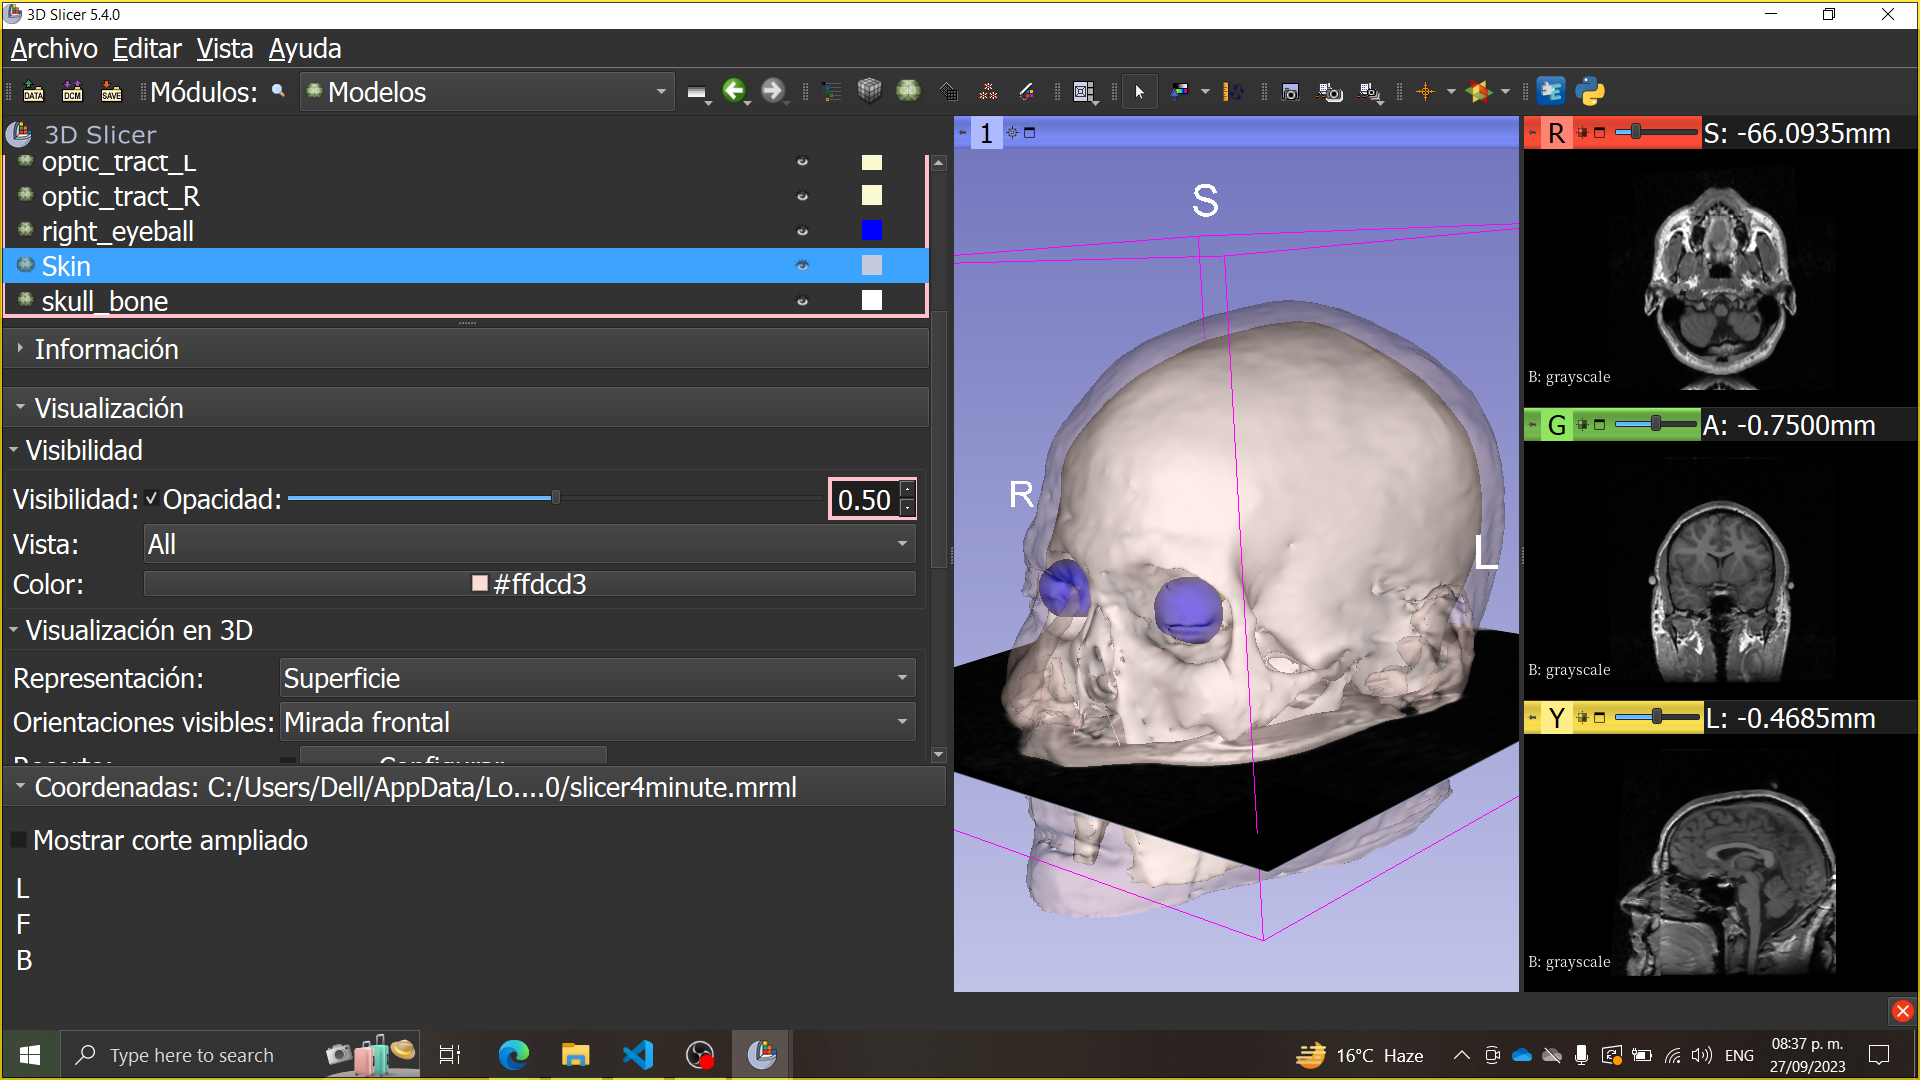 3D Slicer 5.4.0
Archivo Editar Vista Ayuda
DATA DCM SAVE Módulos: Modelos
3D Slicer
optic_tract_L
optic_tract_R
right_eyeball
Skin
skull_bone
Información
Visualización
Visibilidad
Visibilidad: Opacidad: 0.50
Vista: All
Color: #ffdcd3
Visualización en 3D
Representación: Superficie
Orientaciones visibles: Mirada frontal
Coordenadas: C:/Users/Dell/AppData/Lo....0/slicer4minute.mrml
Mostrar corte ampliado
L
F
B
1
S
R
L
R S: -66.0935mm
B: grayscale
G A: -0.7500mm
B: grayscale
Y L: -0.4685mm
B: grayscale
Type here to search
16°C Haze
ENG
08:37 p. m.
27/09/2023